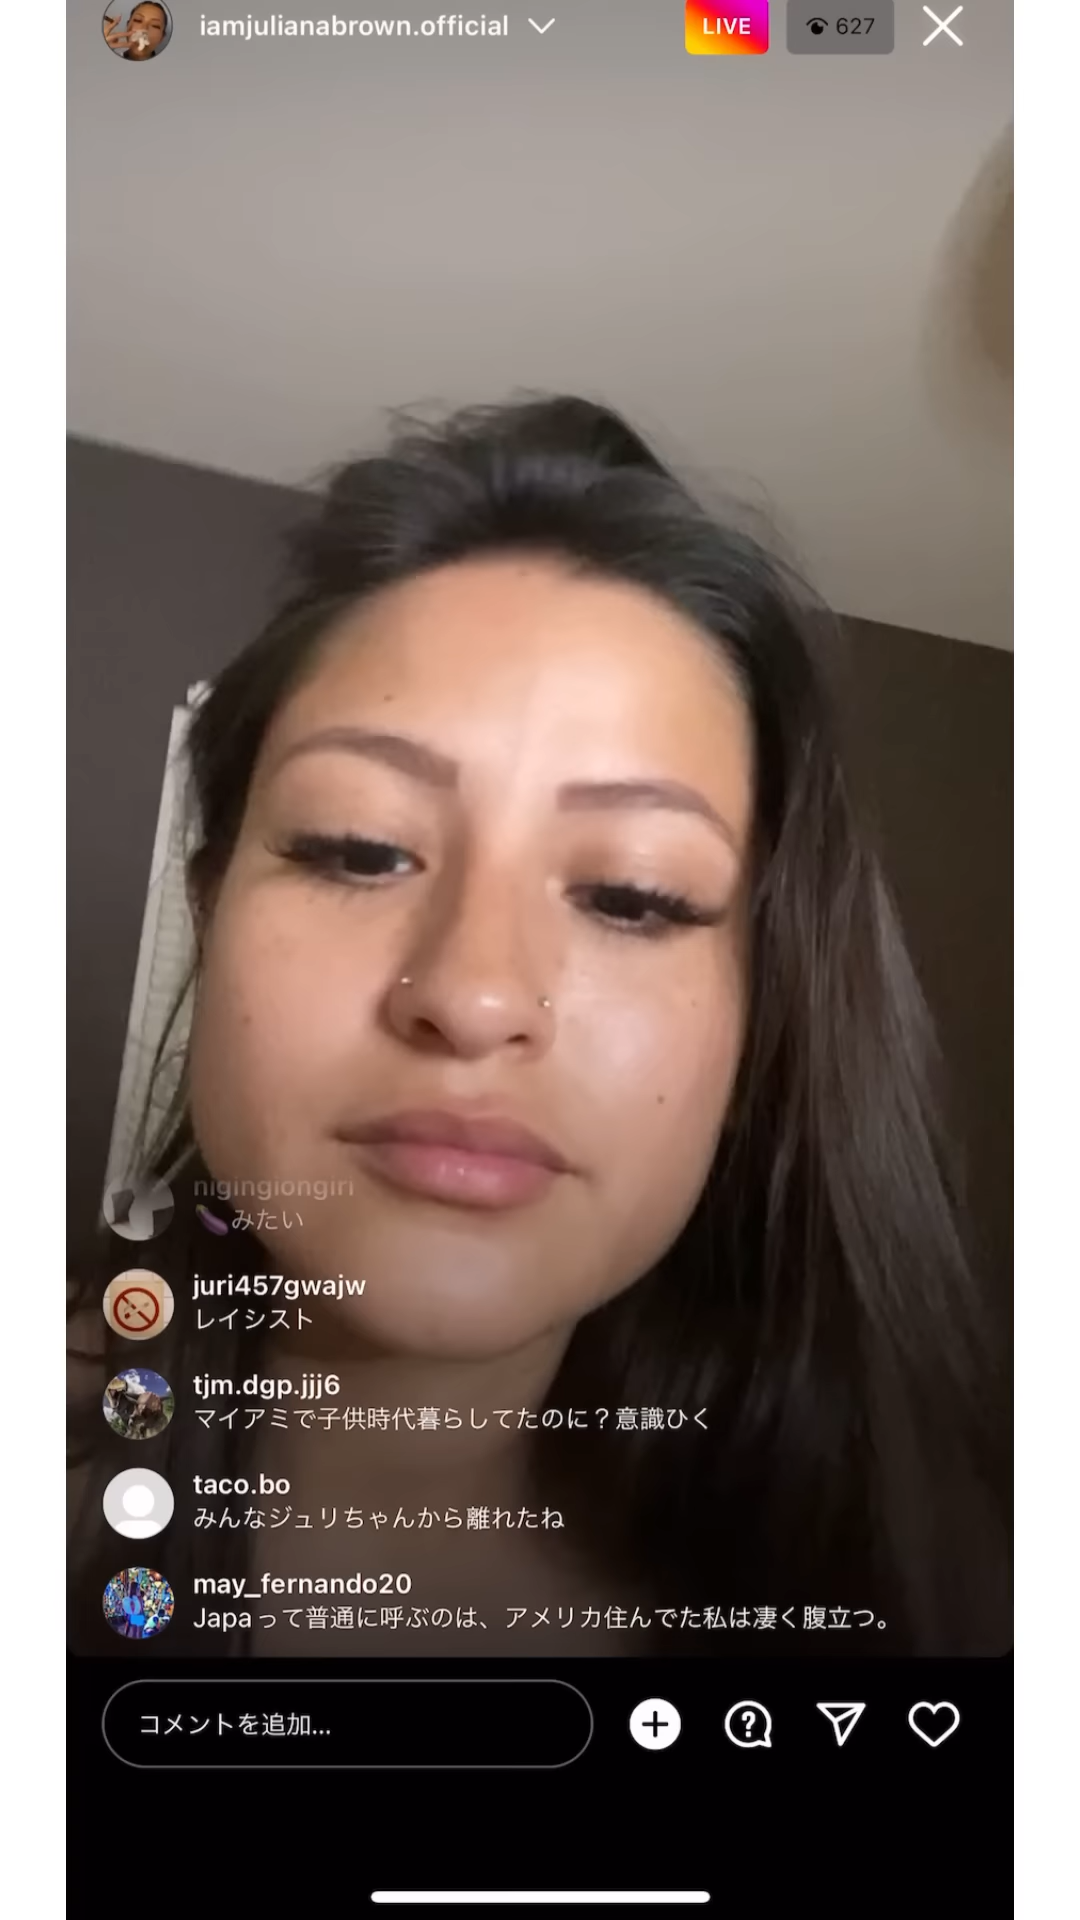 iamjulianabrown.official
LIVE
627
nigingiongiri
🍆みたい
juri457gwajw
レイシスト
tjm.dgp.jjj6
マイアミで子供時代暮らしてたのに？意識ひく
taco.bo
みんなジュリちゃんから離れたね
may_fernando20
Japaって普通に呼ぶのは、アメリカ住んでた私は凄く腹立つ。
コメントを追加...